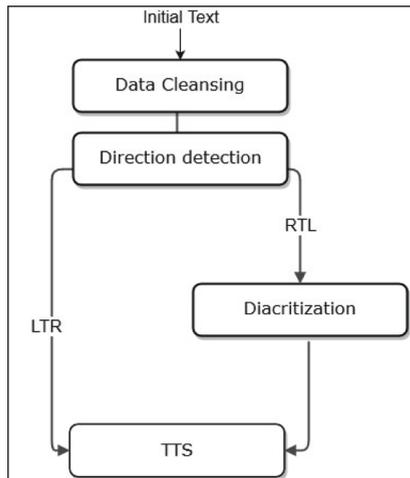 Initial Text
Data Cleansing
Direction detection
RTL
Diacritization
LTR
TTS